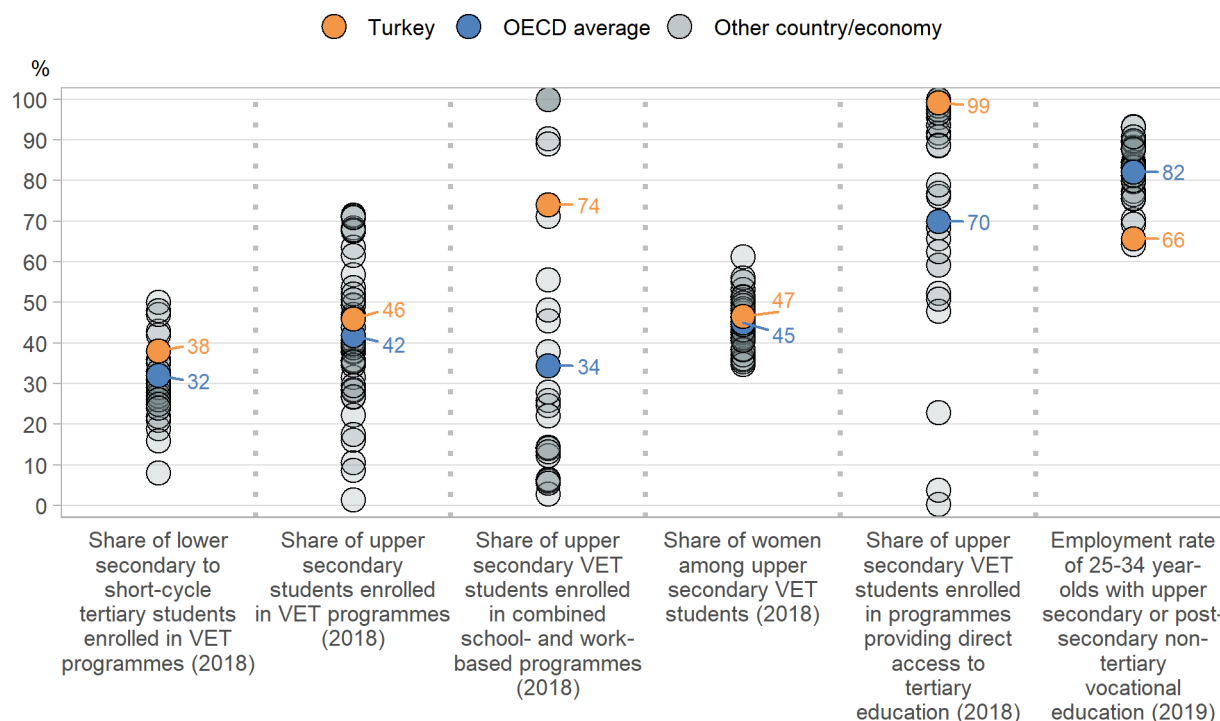 Turkey OECD average Other country/economy
%
100
90
80
70
60
50
40
30
20
10
0
38
32
46
42
74
34
47
45
99
70
82
66
Share of lower
secondary to
short-cycle
tertiary students
enrolled in VET
programmes (2018)
Share of upper
secondary
students enrolled
in VET programmes
(2018)
Share of upper
secondary VET
students enrolled
in combined
school- and work-
based programmes
(2018)
Share of women
among upper
secondary VET
students (2018)
Share of upper
secondary VET
students enrolled
in programmes
providing direct
access to
tertiary
education (2018)
Employment rate
of 25-34 year-
olds with upper
secondary or post-
secondary non-
tertiary
vocational
education (2019)